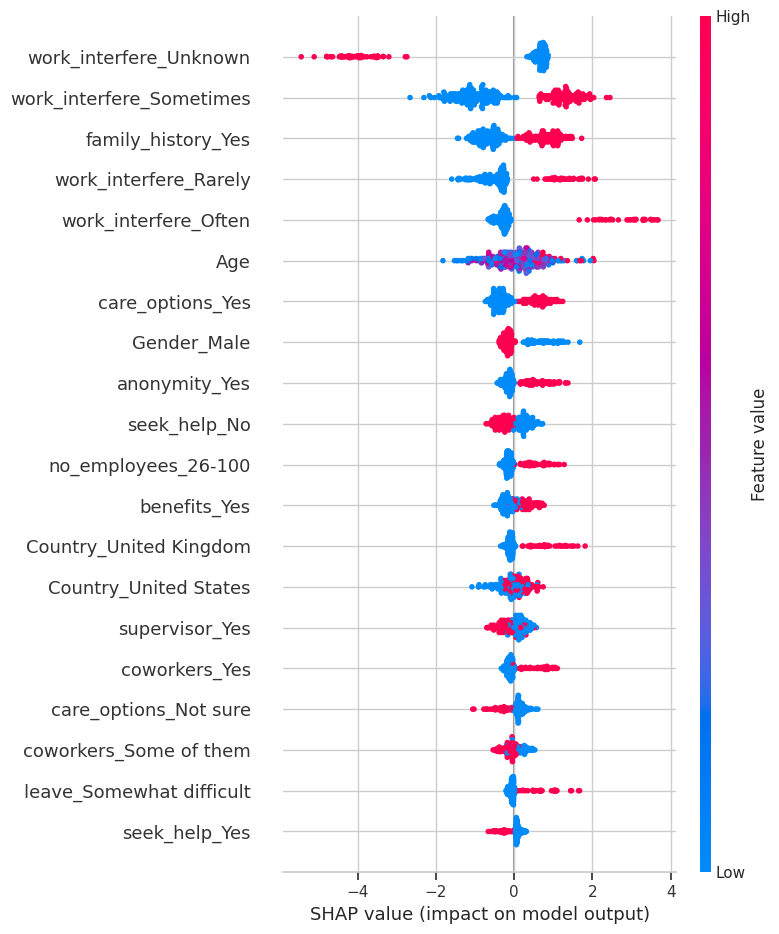 High
work_interfere_Unknown
work_interfere_Sometimes
family_history_Yes
work_interfere_Rarely
work_interfere_Often
Age
care_options_Yes
Gender_Male
anonymity_Yes
seek_help_No
no_employees_26-100
benefits_Yes
Country_United Kingdom
Country_United States
supervisor_Yes
coworkers_Yes
care_options_Not sure
coworkers_Some of them
leave_Somewhat difficult
seek_help_Yes
Feature value
Low
−4 −2 0 2 4
SHAP value (impact on model output)